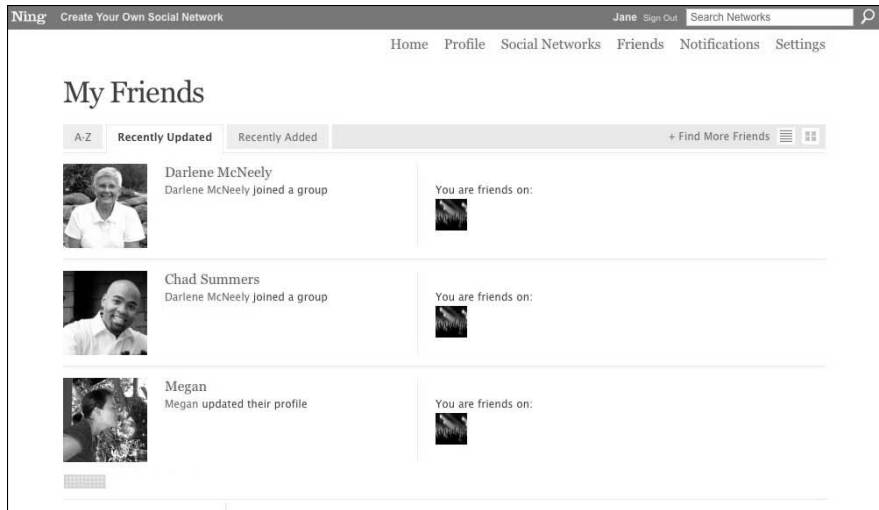 Ning Create Your Own Social Network Jane Sign Out Search Networks
Home Profile Social Networks Friends Notifications Settings
My Friends
A-Z Recently Updated Recently Added + Find More Friends
Darlene McNeely
Darlene McNeely joined a group
You are friends on:
Chad Summers
Darlene McNeely joined a group
You are friends on:
Megan
Megan updated their profile
You are friends on: